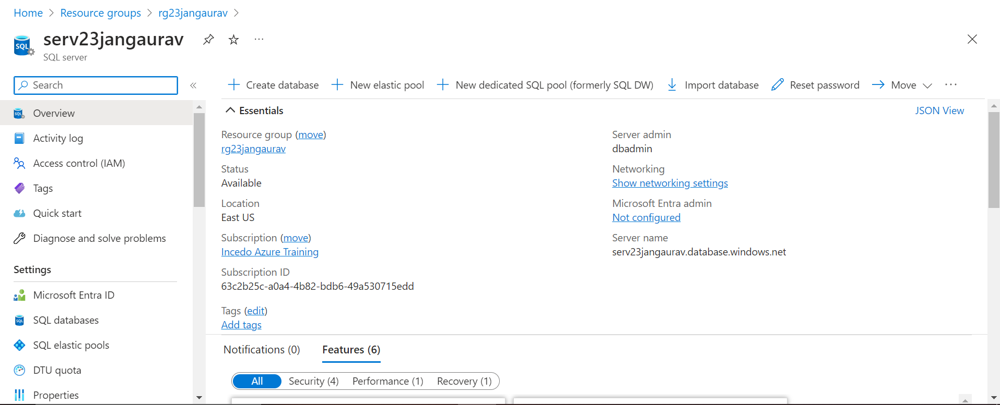 Home > Resource groups > rg23jangaurav >
serv23jangaurav ...
SQL
SQL server
Search «
Create database New elastic pool New dedicated SQL pool (formerly SQL DW) Import database Reset password Move ...
Overview
Activity log
Access control (IAM)
Tags
Quick start
Diagnose and solve problems
Settings
Microsoft Entra ID
SQL databases
SQL elastic pools
DTU quota
Properties
Essentials JSON View
Resource group (move)
rg23jangaurav
Status
Available
Location
East US
Subscription (move)
Incedo Azure Training
Subscription ID
63c2b25c-a0a4-4b82-bdb6-49a530715edd
Tags (edit)
Add tags
Server admin
dbadmin
Networking
Show networking settings
Microsoft Entra admin
Not configured
Server name
serv23jangaurav.database.windows.net
Notifications (0) Features (6)
All Security (4) Performance (1) Recovery (1)